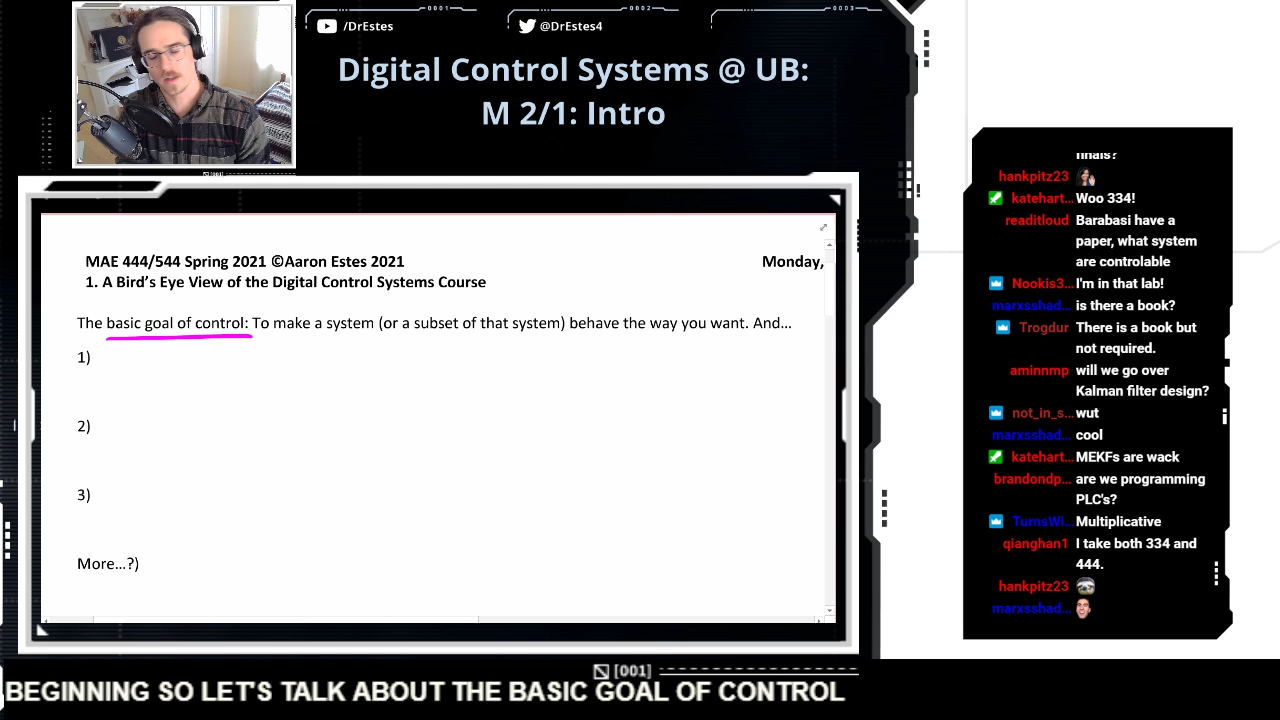 0001
0002
0003
/DrEstes
@DrEstes4
Digital Control Systems @ UB:
M 2/1: Intro
[001]
MAE 444/544 Spring 2021 ©Aaron Estes 2021
Monday,
1. A Bird's Eye View of the Digital Control Systems Course
The basic goal of control: To make a system (or a subset of that system) behave the way you want. And...
1)
2)
3)
More...?)
finals?
hankpitz23
katehart... Woo 334!
readitloud Barabasi have a
paper, what system
are controlable
Nookis3... I'm in that lab!
marxsshad... is there a book?
Trogdur There is a book but
not required.
aminnmp will we go over
Kalman filter design?
not_in_s... wut
marxsshad... cool
katehart... MEKFs are wack
brandondp... are we programming
PLC's?
TurnsWi... Multiplicative
qianghan1 I take both 334 and
444.
hankpitz23
marxsshad...
[001]
BEGINNING SO LET'S TALK ABOUT THE BASIC GOAL OF CONTROL